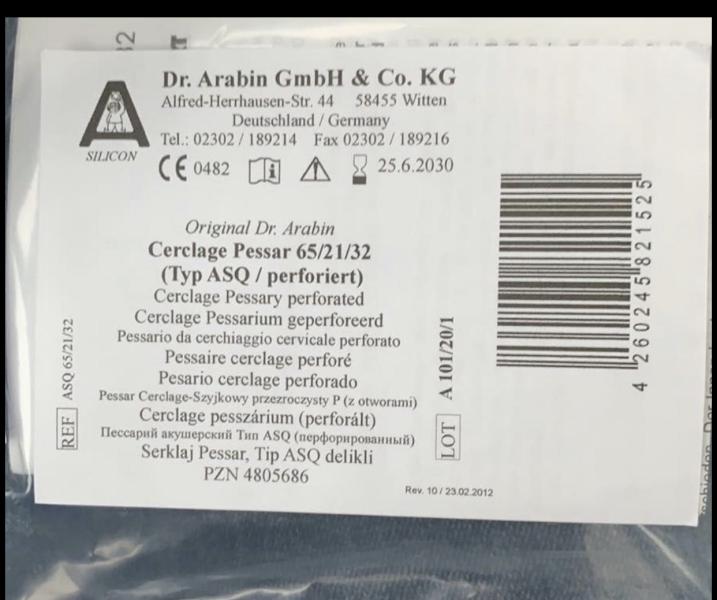 32
Dr. Arabin GmbH & Co. KG
Alfred-Herrhausen-Str. 44 58455 Witten
Deutschland / Germany
Tel.: 02302 / 189214 Fax 02302 / 189216
SILICON
CE 0482 25.6.2030
Original Dr. Arabin
Cerclage Pessar 65/21/32
(Typ ASQ / perforiert)
Cerclage Pessary perforated
Cerclage Pessarium geperforeerd
Pessario da cerchiaggio cervicale perforato
Pessaire cerclage perforé
Pesario cerclage perforado
Pessar Cerclage-Szyjkowy przezroczysty P (z otworami)
Cerclage pesszárium (perforált)
Пессарий акушерский Тип ASQ (перфорированный)
Serklaj Pessar, Tip ASQ delikli
PZN 4805686
REF ASQ 65/21/32
LOT A 101/20/1
4 260245 821525
Rev. 10 / 23.02.2012